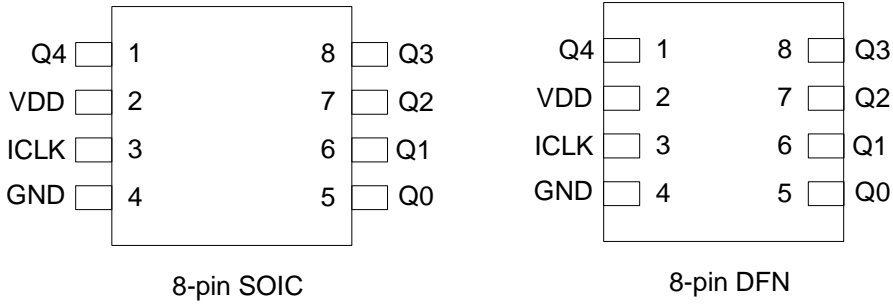 Q4 1 8 Q3
VDD 2 7 Q2
ICLK 3 6 Q1
GND 4 5 Q0
8-pin SOIC
Q4 1 8 Q3
VDD 2 7 Q2
ICLK 3 6 Q1
GND 4 5 Q0
8-pin DFN